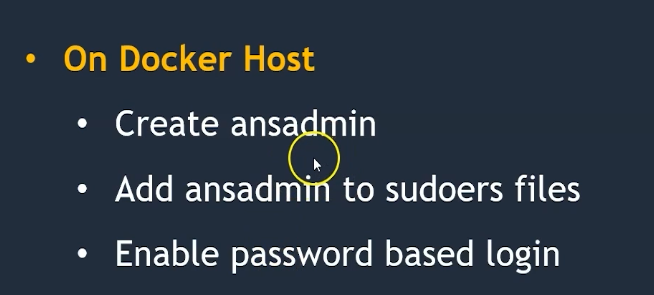 • On Docker Host
• Create ansadmin
• Add ansadmin to sudoers files
• Enable password based login